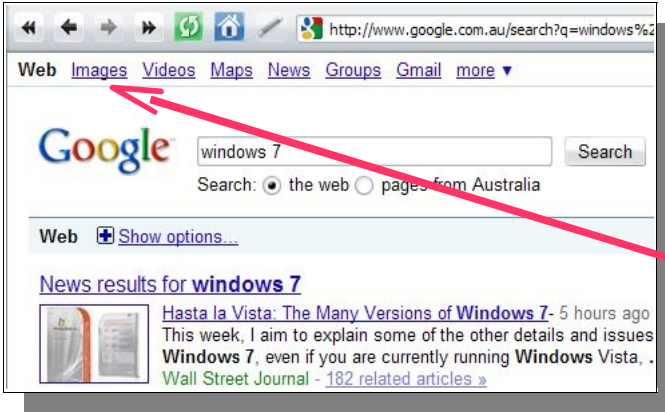 http://www.google.com.au/search?q=windows%2
Web Images Videos Maps News Groups Gmail more ▼
Google windows 7 Search
Search: the web pages from Australia
Web Show options...
News results for windows 7
Hasta la Vista: The Many Versions of Windows 7- 5 hours ago
This week, I aim to explain some of the other details and issues
Windows 7, even if you are currently running Windows Vista, .
Wall Street Journal - 182 related articles »